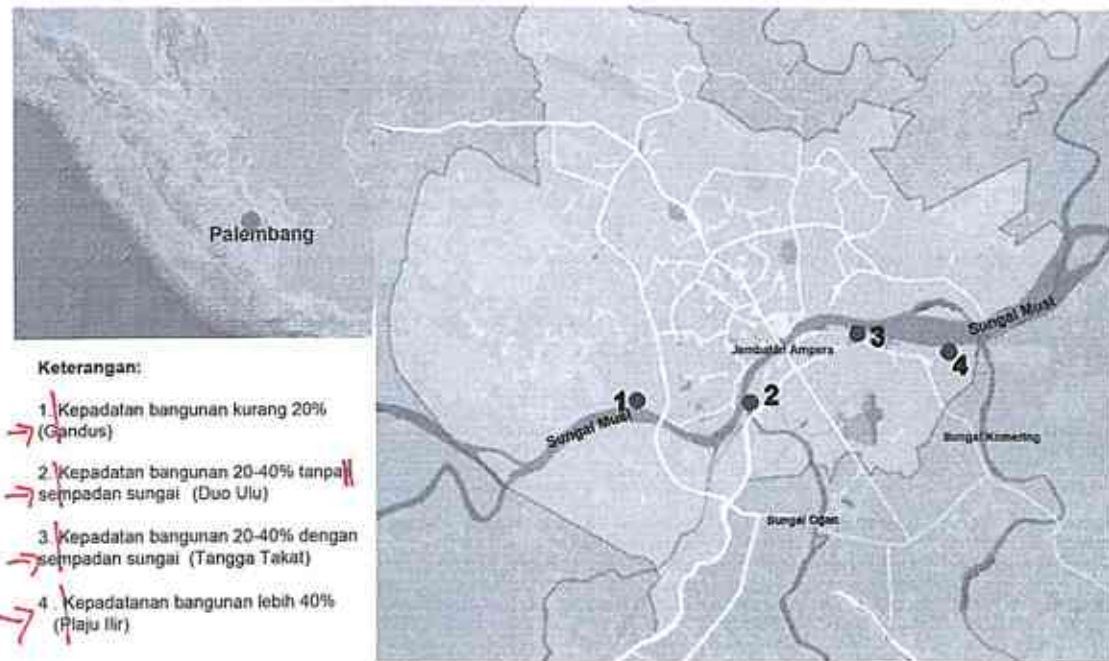 Palembang
Keterangan:
1. Kepadatan bangunan kurang 20%
(Gandus)
2. Kepadatan bangunan 20-40% tanpa
sempadan sungai (Duo Ulu)
3. Kepadatan bangunan 20-40% dengan
sempadan sungai (Tangga Takat)
4 . Kepadatanan bangunan lebih 40%
(Plaju Ilir)
Sungai Musi
Jembatan Ampera
3
4
1
2
Sungai Musi
Sungai Komering
Sungai Ogan